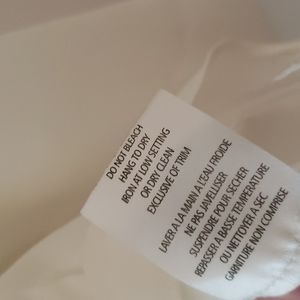 DO NOT BLEACH
HANG TO DRY
IRON AT LOW SETTING
OR DRY CLEAN
EXCLUSIVE OF TRIM
LAVER A LA MAIN A EAU FROIDE
NE PAS JAVELLISER
SUSPENDRE POUR SECHER
REPASSER A BASSE TEMPERATURE
OU NETTOYER A SEC
GARNITURE NON COMPRISE